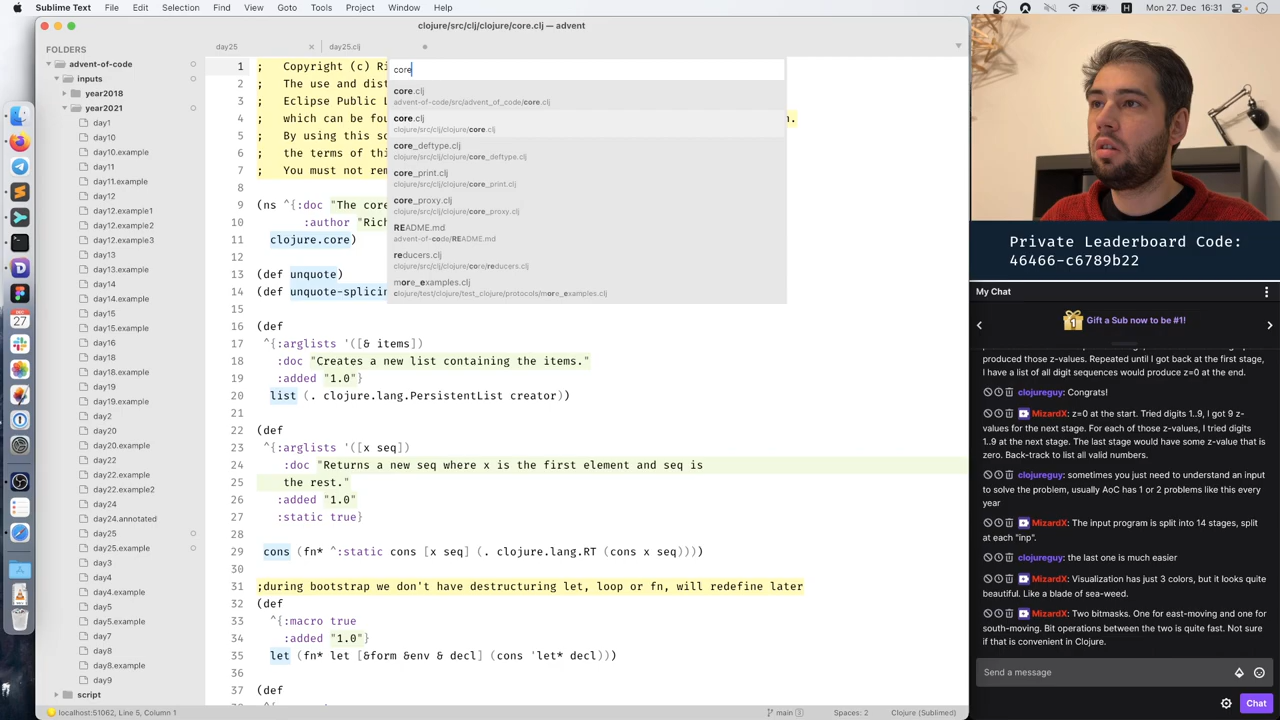 Sublime Text File Edit Selection Find View Goto Tools Project Window Help
Mon 27. Dec 16:31
clojure/src/clj/clojure/core.clj — advent
FOLDERS
advent-of-code
inputs
year2018
year2021
day1
day10
day10.example
day11
day11.example
day12
day12.example1
day12.example2
day12.example3
day13
day13.example
day14
day14.example
day15
day15.example
day16
day18
day18.example
day19
day19.example
day2
day20
day20.example
day22
day22.example
day22.example2
day24
day24.annotated
day25
day25.example
day3
day4
day4.example
day5
day5.example
day6
day7
day8
day8.example
day9
script
DEC
27
day25
day25.clj
core
core.clj
advent-of-code/src/advent_of_code/core.clj
core.clj
clojure/src/clj/clojure/core.clj
core_deftype.clj
clojure/src/clj/clojure/core_deftype.clj
core_print.clj
clojure/src/clj/clojure/core_print.clj
core_proxy.clj
clojure/src/clj/clojure/core_proxy.clj
README.md
advent-of-code/README.md
reducers.clj
clojure/src/clj/clojure/core/reducers.clj
more_examples.clj
clojure/test/clojure/test_clojure/protocols/more_examples.clj
1 ; Copyright (c) Ri
2 ; The use and dist
3 ; Eclipse Public L
4 ; which can be fou n.
5 ; By using this so
6 ; the terms of thi
7 ; You must not rem
8
9 (ns ^{:doc "The core
10 :author "Rich
11 clojure.core)
12
13 (def unquote)
14 (def unquote-splicin
15
16 (def
17 ^{:arglists '([& items])
18 :doc "Creates a new list containing the items."
19 :added "1.0"}
20 list (. clojure.lang.PersistentList creator))
21
22 (def
23 ^{:arglists '([x seq])
24 :doc "Returns a new seq where x is the first element and seq is
25 the rest."
26 :added "1.0"
27 :static true}
28
29 cons (fn* ^:static cons [x seq] (. clojure.lang.RT (cons x seq))))
30
31 ;during bootstrap we don't have destructuring let, loop or fn, will redefine later
32 (def
33 ^{:macro true
34 :added "1.0"}
35 let (fn* let [&form &env & decl] (cons 'let* decl)))
36
37 (def
localhost:51062, Line 5, Column 1
main 3
Spaces: 2
Clojure (Sublimed)
Private Leaderboard Code:
46466-c6789b22
My Chat
1 Gift a Sub now to be #1!
produced those z-values. Repeated until I got back at the first stage,
I have a list of all digit sequences would produce z=0 at the end.
clojureguy: Congrats!
MizardX: z=0 at the start. Tried digits 1..9, I got 9 z-
values for the next stage. For each of those z-values, I tried digits
1..9 at the next stage. The last stage would have some z-value that is
zero. Back-track to list all valid numbers.
clojureguy: sometimes you just need to understand an input
to solve the problem, usually AoC has 1 or 2 problems like this every
year
MizardX: The input program is split into 14 stages, split
at each "inp".
clojureguy: the last one is much easier
MizardX: Visualization has just 3 colors, but it looks quite
beautiful. Like a blade of sea-weed.
MizardX: Two bitmasks. One for east-moving and one for
south-moving. Bit operations between the two is quite fast. Not sure
if that is convenient in Clojure.
Send a message
Chat